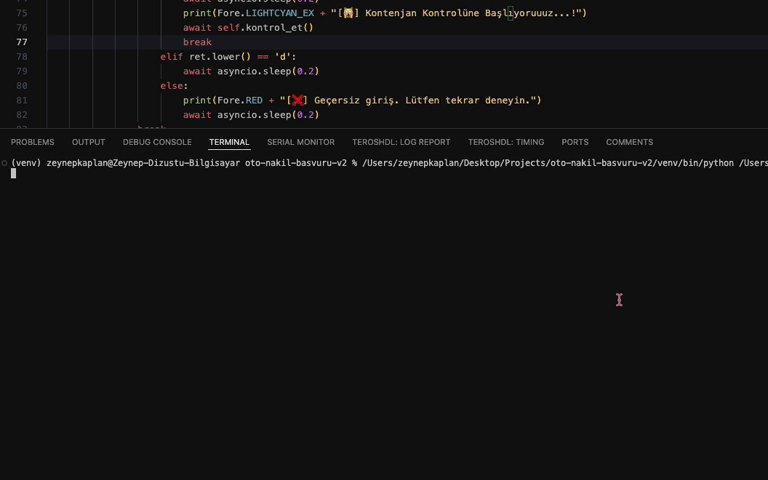 await asyncio.sleep(0.2)
75 print(Fore.LIGHTCYAN_EX + "[🙀] Kontenjan Kontrolüne Başlıyoruuuz...!")
76 await self.kontrol_et()
77 break
78 elif ret.lower() == 'd':
79 await asyncio.sleep(0.2)
80 else:
81 print(Fore.RED + "[❌] Geçersiz giriş. Lütfen tekrar deneyin.")
82 await asyncio.sleep(0.2)
break
PROBLEMS OUTPUT DEBUG CONSOLE TERMINAL SERIAL MONITOR TEROSHDL: LOG REPORT TEROSHDL: TIMING PORTS COMMENTS
(venv) zeynepkaplan@Zeynep-Dizustu-Bilgisayar oto-nakil-basvuru-v2 % /Users/zeynepkaplan/Desktop/Projects/oto-nakil-basvuru-v2/venv/bin/python /Users